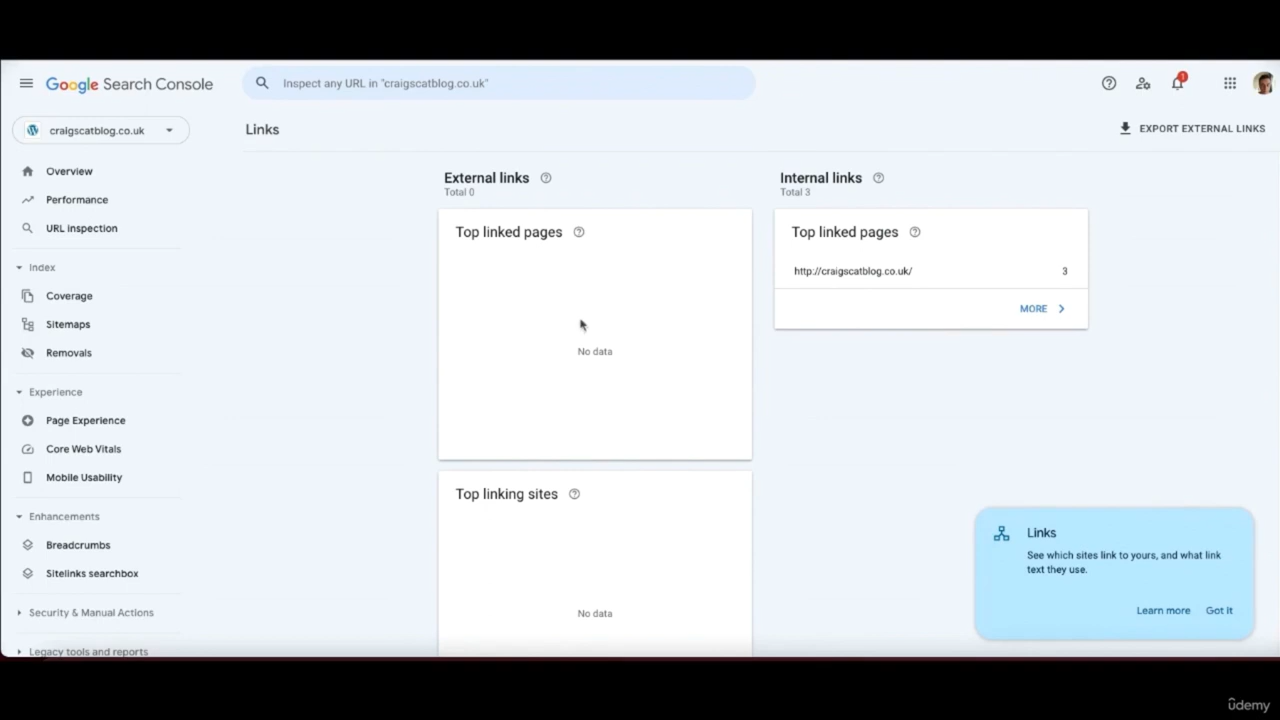 Google Search Console
Inspect any URL in "craigscatblog.co.uk"
1
craigscatblog.co.uk
Links
EXPORT EXTERNAL LINKS
Overview
Performance
URL inspection
Index
Coverage
Sitemaps
Removals
Experience
Page Experience
Core Web Vitals
Mobile Usability
Enhancements
Breadcrumbs
Sitelinks searchbox
Security & Manual Actions
Legacy tools and reports
External links
Total 0
Top linked pages
No data
Top linking sites
No data
Internal links
Total 3
Top linked pages
http://craigscatblog.co.uk/ 3
MORE
Links
See which sites link to yours, and what link
text they use.
Learn more Got it
ûdemy